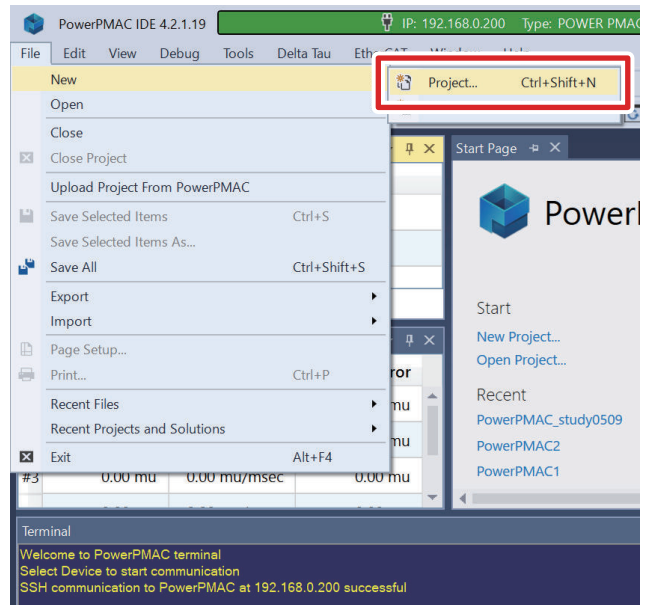 PowerPMAC IDE 4.2.1.19 IP: 192.168.0.200 Type: POWER PMAC
File Edit View Debug Tools Delta Tau
New
Project... Ctrl+Shift+N
Open
Close
Close Project
Start Page
Upload Project From PowerPMAC
Save Selected Items Ctrl+S
Save Selected Items As...
Save All Ctrl+Shift+S
Export
Import
Page Setup...
Print... Ctrl+P
Recent Files
Recent Projects and Solutions
Exit Alt+F4
Start
New Project...
Open Project...
Recent
PowerPMAC_study0509
PowerPMAC2
PowerPMAC1
mu
mu
#3 0.00 mu 0.00 mu/msec 0.00 mu
Terminal
Welcome to PowerPMAC terminal
Select Device to start communication
SSH communication to PowerPMAC at 192.168.0.200 successful